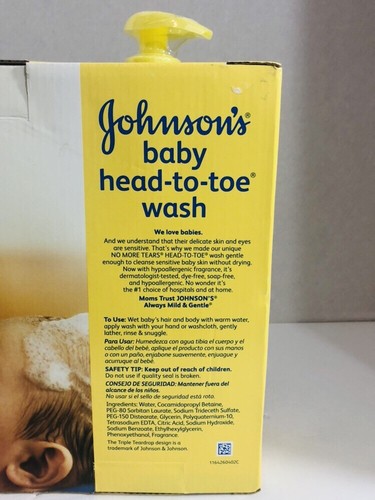 Johnson's®
baby
head-to-toe®
wash
We love babies.
And we understand that their delicate skin and eyes
are sensitive. That's why we made our unique
NO MORE TEARS® HEAD-TO-TOE® wash gentle
enough to cleanse sensitive baby skin without drying.
Now with hypoallergenic fragrance, it's
dermatologist-tested, dye-free, soap-free,
and hypoallergenic. No wonder it's
the #1 choice of hospitals and at home.
Moms Trust JOHNSON'S®
Always Mild & Gentle®
To Use: Wet baby's hair and body with warm water,
apply wash with your hand or washcloth, gently
lather, rinse & snuggle.
Para Usar: Humedezca con agua tibia el cuerpo y el
cabello del bebé, aplique el producto con sus manos
o con un paño, enjabone suavemente, enjuague y
acurruque al bebé.
SAFETY TIP: Keep out of reach of children.
Do not use if quality seal is broken.
CONSEJO DE SEGURIDAD: Mantener fuera del
alcance de los niños.
No usar si el sello de seguridad está roto.
Ingredients: Water, Cocamidopropyl Betaine,
PEG-80 Sorbitan Laurate, Sodium Trideceth Sulfate,
PEG-150 Distearate, Glycerin, Polyquaternium-10,
Tetrasodium EDTA, Citric Acid, Sodium Hydroxide,
Sodium Benzoate, Ethylhexylglycerin,
Phenoxyethanol, Fragrance.
The Triple Teardrop design is a
trademark of Johnson & Johnson.